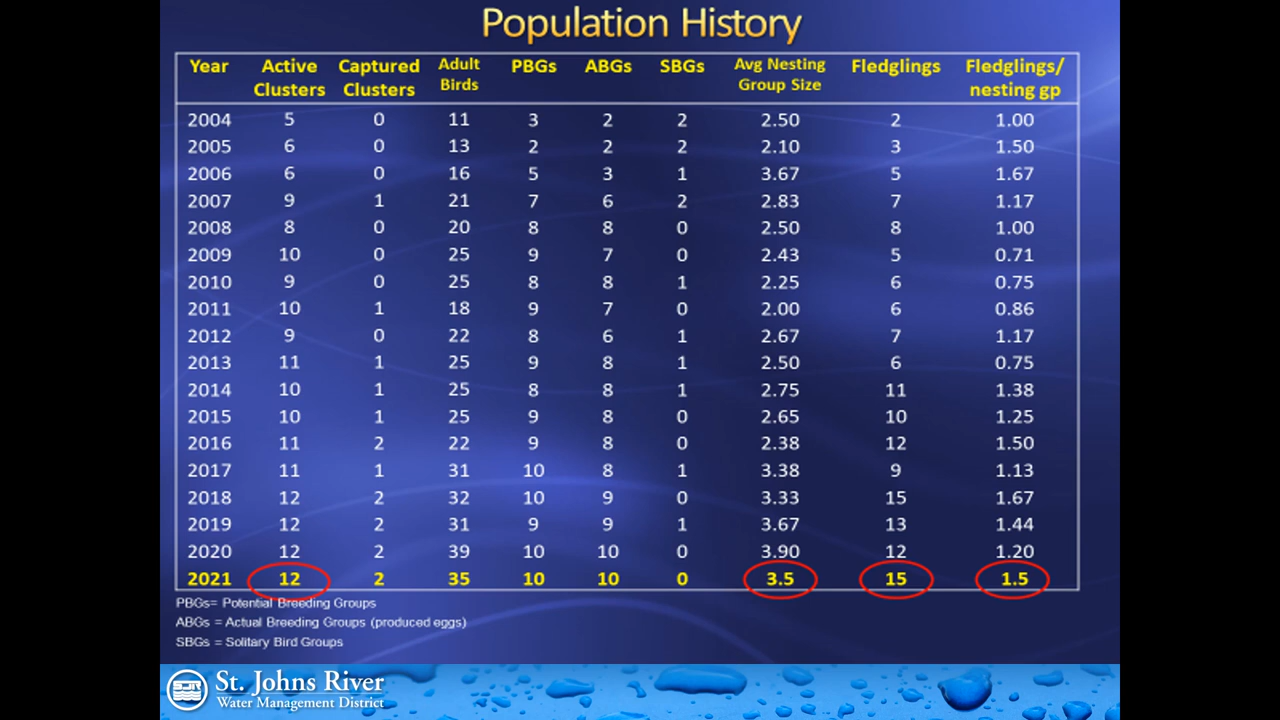 Population History
Year Active Clusters Captured Clusters Adult Birds PBGs ABGs SBGs Avg Nesting Group Size Fledglings Fledglings/ nesting gp
2004 5 0 11 3 2 2 2.50 2 1.00
2005 6 0 13 2 2 2 2.10 3 1.50
2006 6 0 16 5 3 1 3.67 5 1.67
2007 9 1 21 7 6 2 2.83 7 1.17
2008 8 0 20 8 8 0 2.50 8 1.00
2009 10 0 25 9 7 0 2.43 5 0.71
2010 9 0 25 8 8 1 2.25 6 0.75
2011 10 1 18 9 7 0 2.00 6 0.86
2012 9 0 22 8 6 1 2.67 7 1.17
2013 11 1 25 9 8 1 2.50 6 0.75
2014 10 1 25 8 8 1 2.75 11 1.38
2015 10 1 25 9 8 0 2.65 10 1.25
2016 11 2 22 9 8 0 2.38 12 1.50
2017 11 1 31 10 8 1 3.38 9 1.13
2018 12 2 32 10 9 0 3.33 15 1.67
2019 12 2 31 9 9 1 3.67 13 1.44
2020 12 2 39 10 10 0 3.90 12 1.20
2021 12 2 35 10 10 0 3.5 15 1.5
PBGs= Potential Breeding Groups
ABGs = Actual Breeding Groups (produced eggs)
SBGs = Solitary Bird Groups
St. Johns River
Water Management District